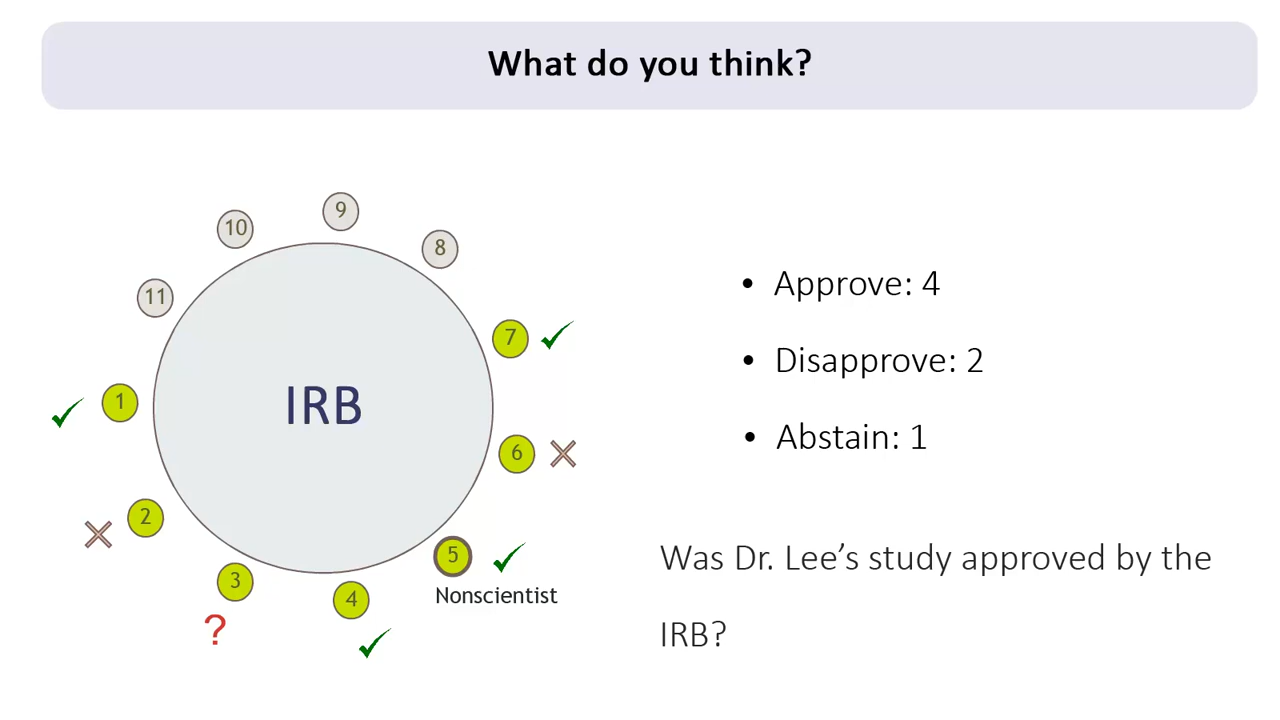 What do you think?
9
10
8
11
7
1
IRB
6
2
5
3
4
Nonscientist
?
• Approve: 4
• Disapprove: 2
• Abstain: 1
Was Dr. Lee’s study approved by the
IRB?